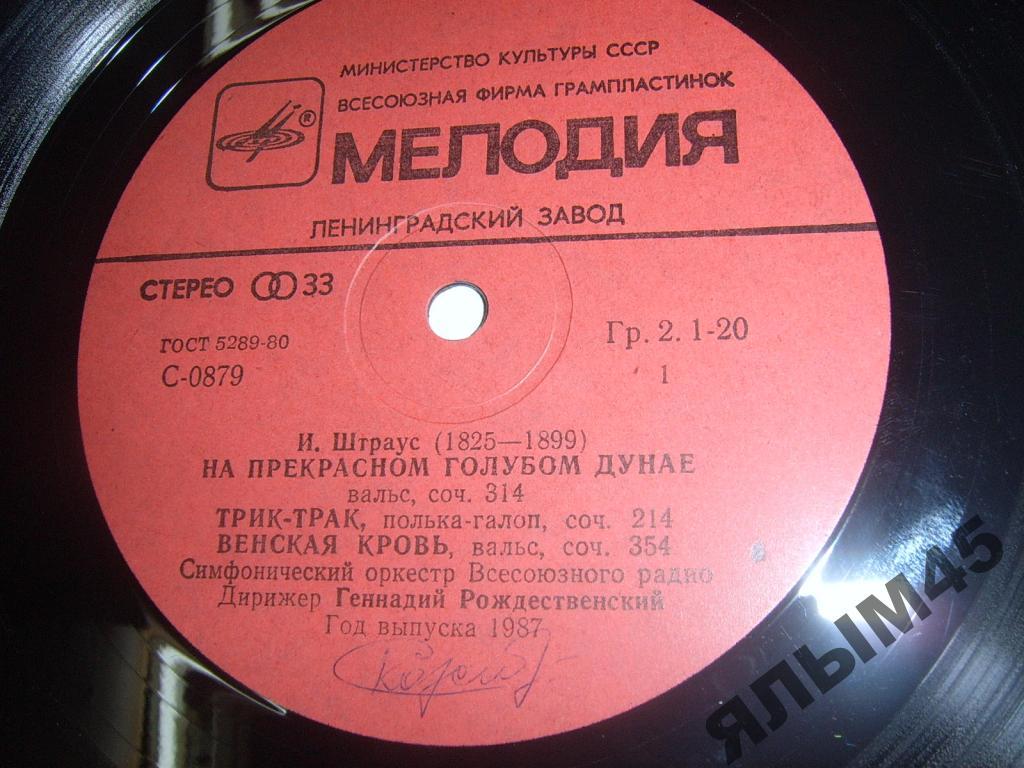 МИНИСТЕРСТВО КУЛЬТУРЫ СССР
ВСЕСОЮЗНАЯ ФИРМА ГРАМПЛАСТИНОК
®
МЕЛОДИЯ
ЛЕНИНГРАДСКИЙ ЗАВОД
СТЕРЕО 33
ГОСТ 5289-80
Гр. 2. 1-20
С-0879
1
И. Штраус (1825—1899)
НА ПРЕКРАСНОМ ГОЛУБОМ ДУНАЕ
вальс, соч. 314
ТРИК-ТРАК, полька-галоп, соч. 214
ВЕНСКАЯ КРОВЬ, вальс, соч. 354
Симфонический оркестр Всесоюзного радио
Дирижер Геннадий Рождественский
Год выпуска 1987
ЯЛЫМ45